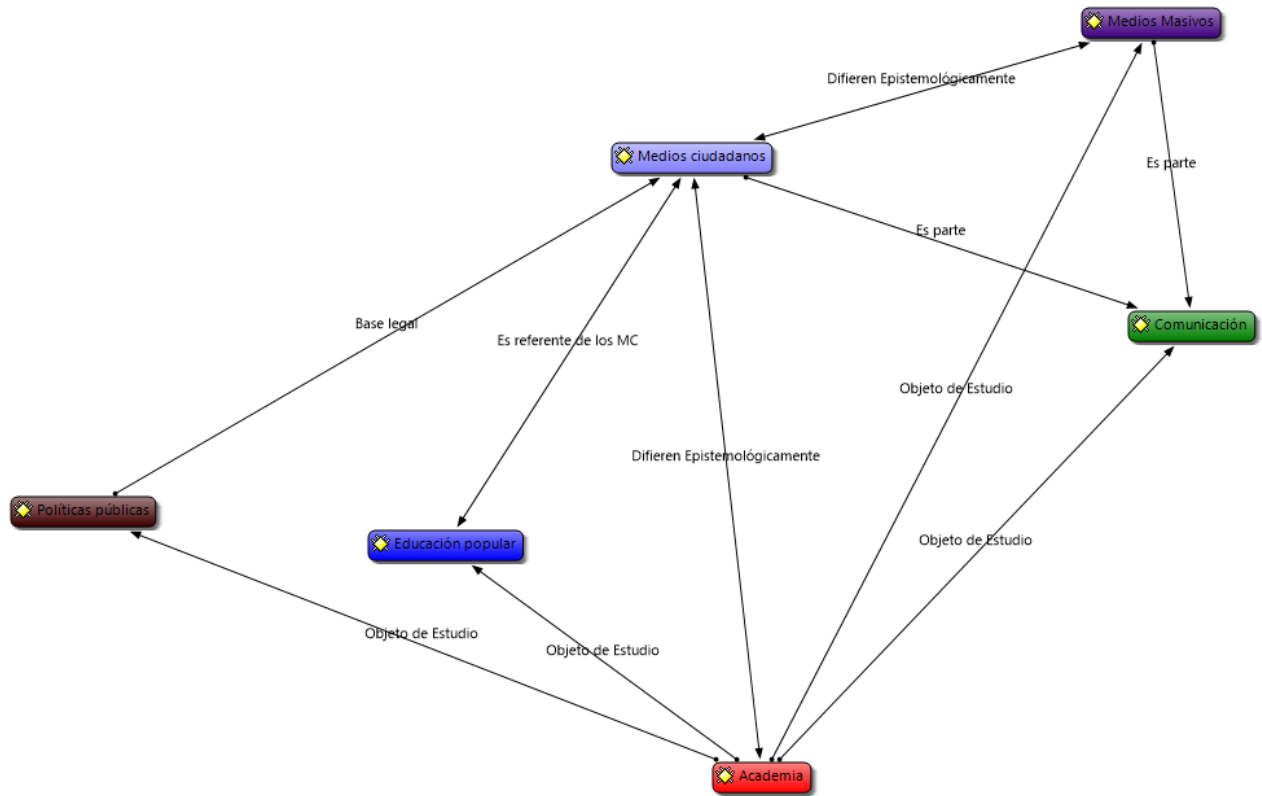 Medios Masivos
Difieren Epistemológicamente
Medios ciudadanos
Es parte
Es parte
Base legal
Comunicación
Es referente de los MC
Objeto de Estudio
Difieren Epistemológicamente
Políticas públicas
Educación popular
Objeto de Estudio
Objeto de Estudio
Objeto de Estudio
Academia